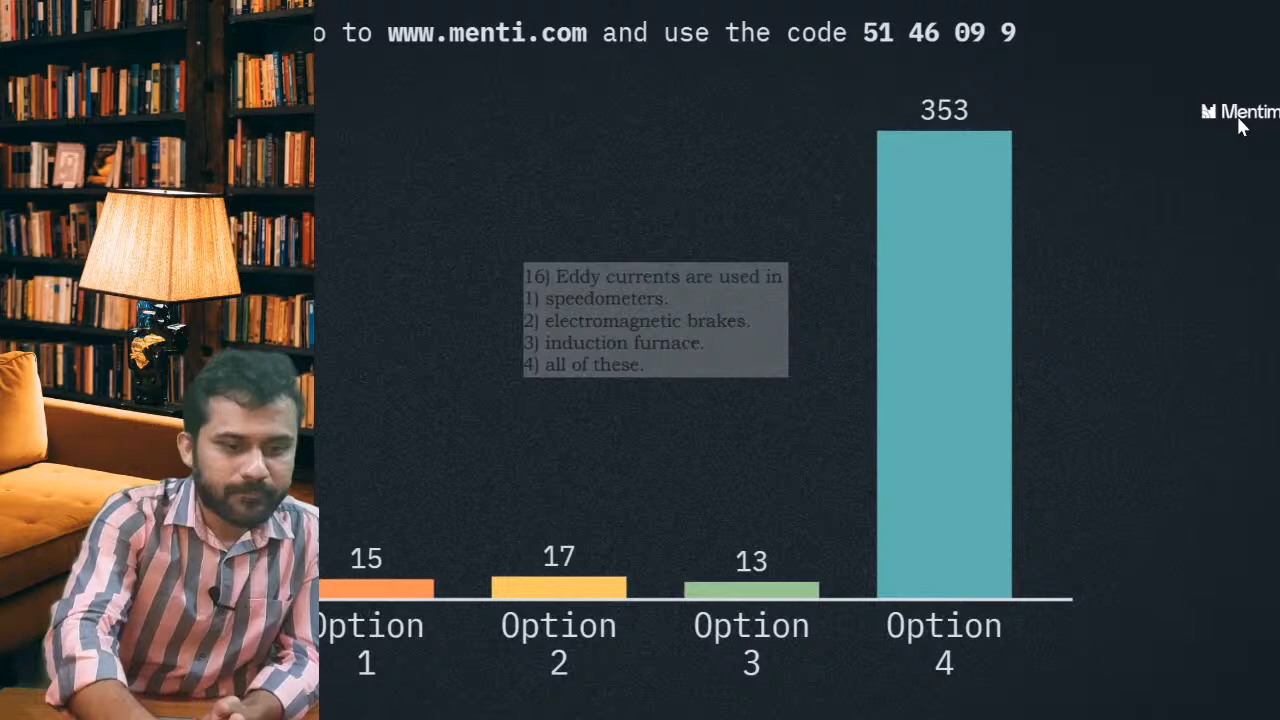 o to www.menti.com and use the code 51 46 09 9
Mentim
353
16) Eddy currents are used in
1) speedometers.
2) electromagnetic brakes.
3) induction furnace.
4) all of these.
15
17
13
Option
1
Option
2
Option
3
Option
4